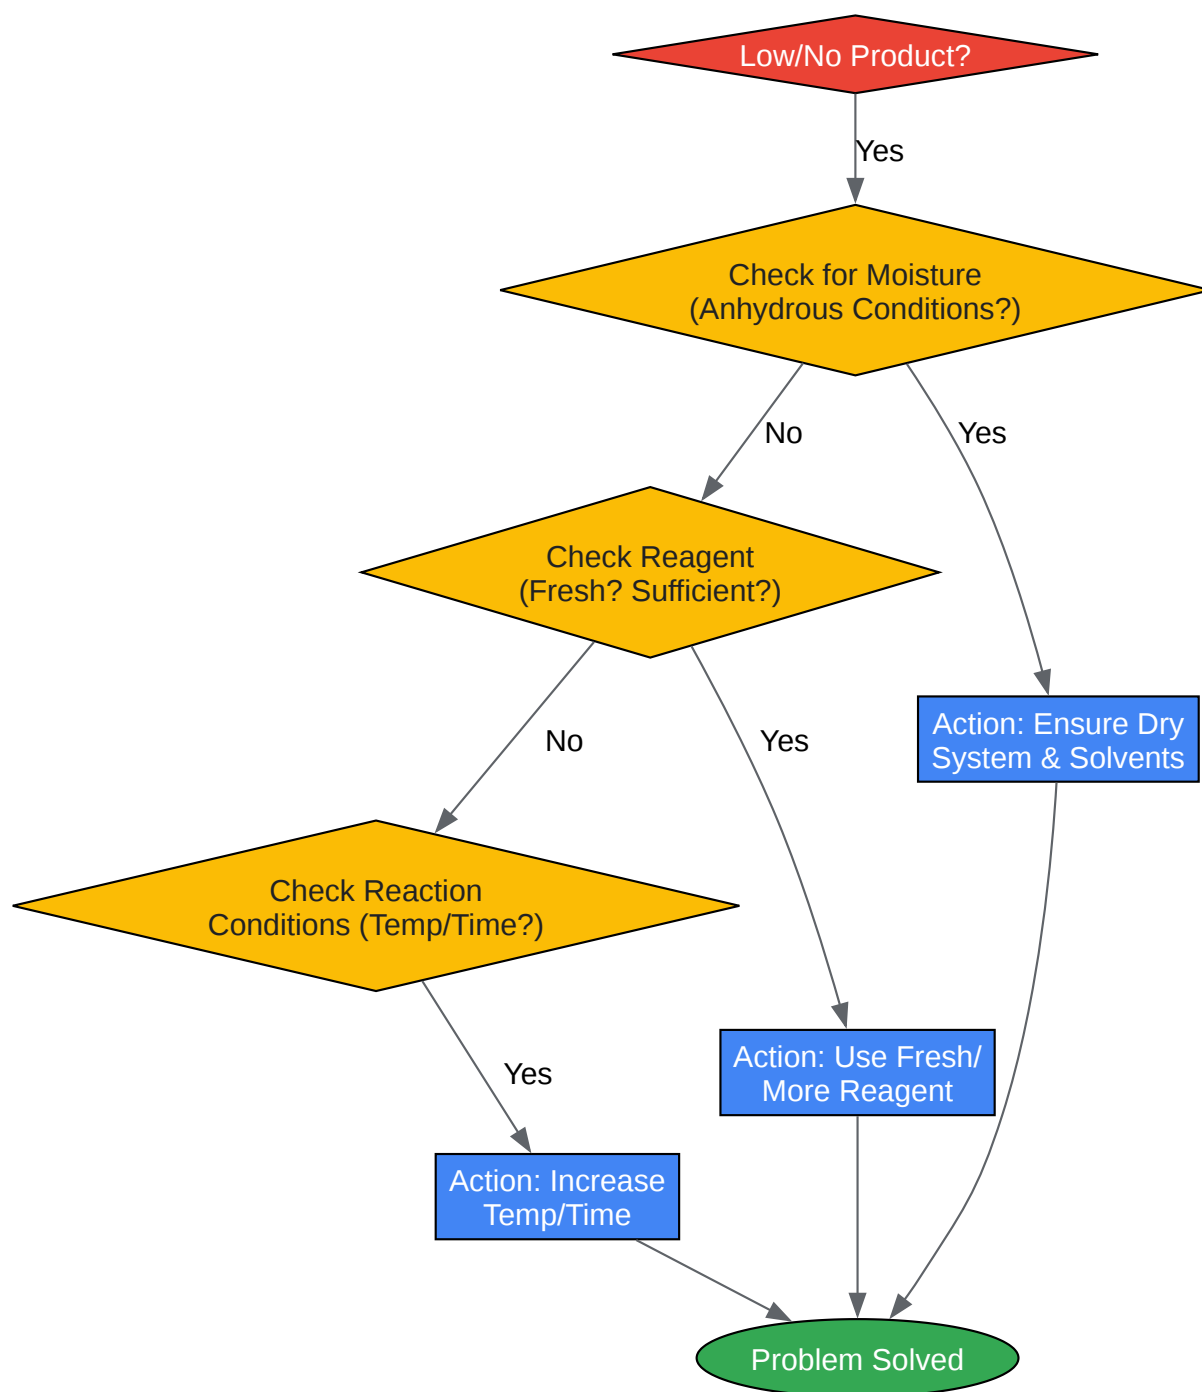 Low/No Product?
Yes
Check for Moisture
(Anhydrous Conditions?)
No
Yes
Check Reagent
(Fresh? Sufficient?)
No
Yes
Action: Ensure Dry
System & Solvents
Check Reaction
Conditions (Temp/Time?)
Yes
Action: Use Fresh/
More Reagent
Action: Increase
Temp/Time
Problem Solved